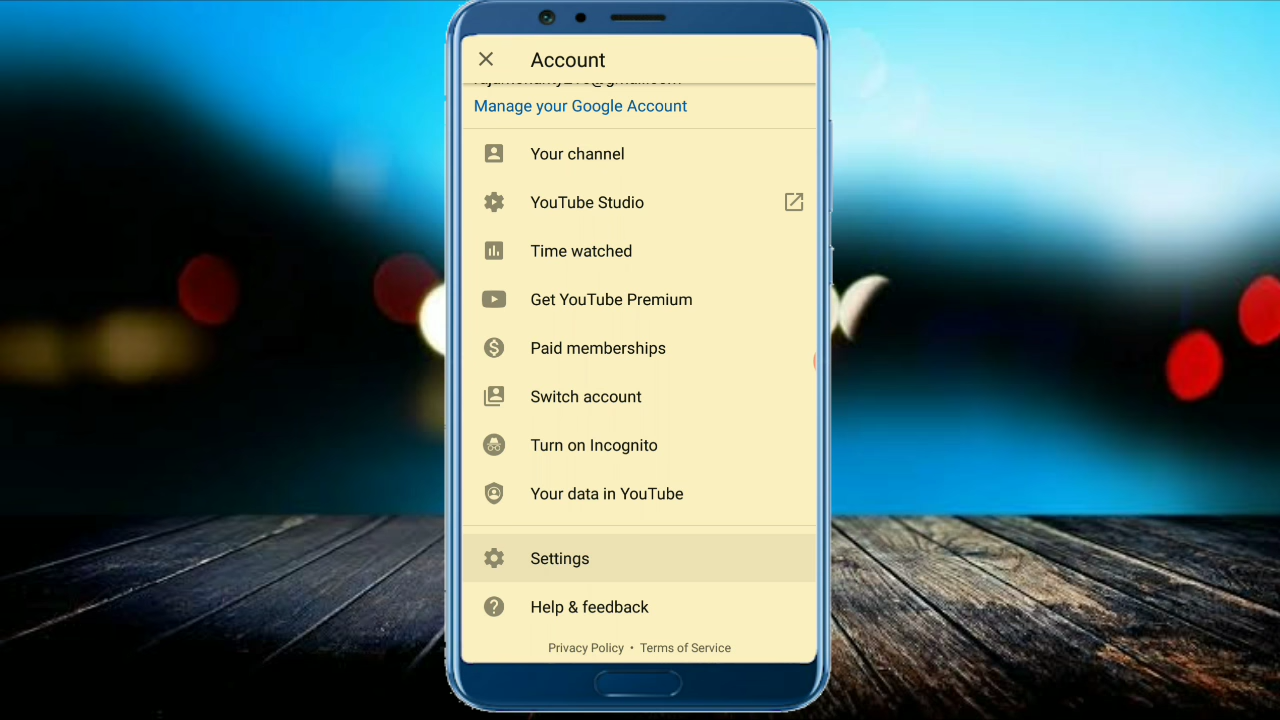 Account
Manage your Google Account
Your channel
YouTube Studio
Time watched
Get YouTube Premium
Paid memberships
Switch account
Turn on Incognito
Your data in YouTube
Settings
Help & feedback
Privacy Policy • Terms of Service